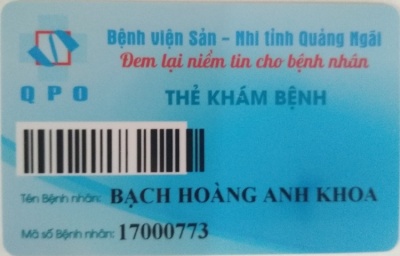 Bệnh viện Sản - Nhi tỉnh Quảng Ngãi
Đem lại niềm tin cho bệnh nhân
QPO
THẺ KHÁM BỆNH
Tên Bệnh nhân: BẠCH HOÀNG ANH KHOA
Mã số Bệnh nhân: 17000773